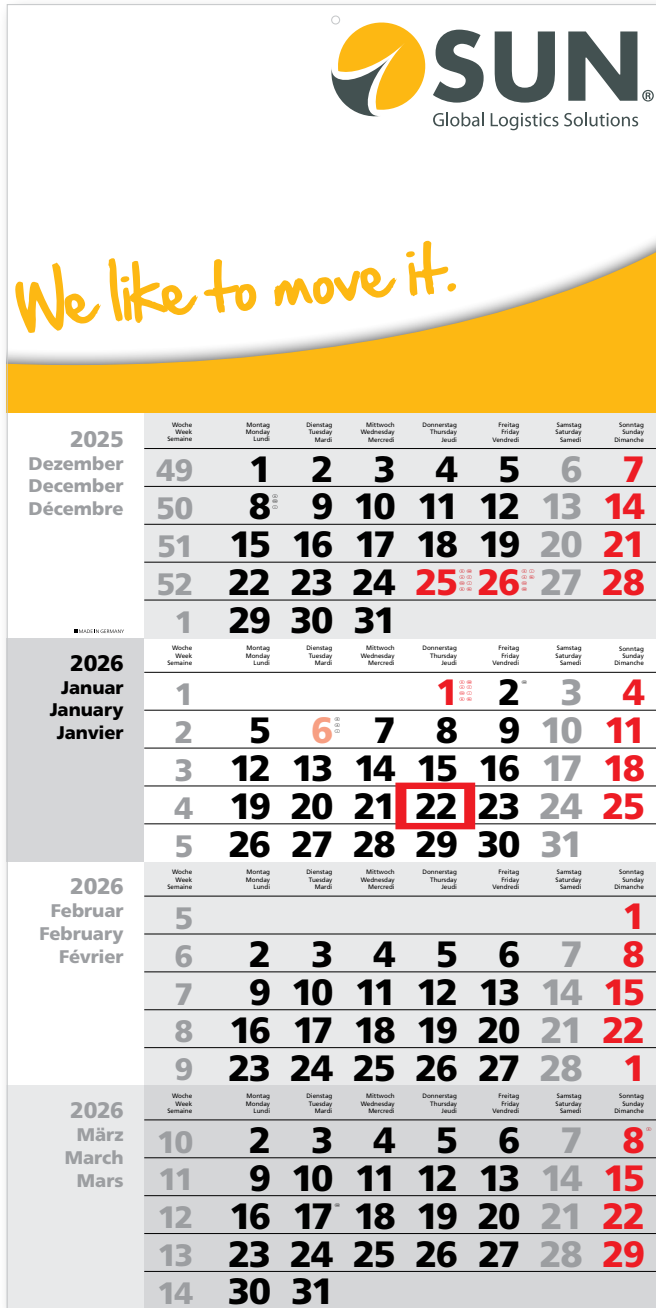 SUN®
Global Logistics Solutions
We like to move it.
2025
Dezember
December
Décembre
MADE IN GERMANY
Woche Montag Dienstag Mittwoch Donnerstag Freitag Samstag Sonntag
Week Monday Tuesday Wednesday Thursday Friday Saturday Sunday
Semaine Lundi Mardi Mercredi Jeudi Vendredi Samedi Dimanche
49 1 2 3 4 5 6 7
50 8 9 10 11 12 13 14
51 15 16 17 18 19 20 21
52 22 23 24 25 26 27 28
1 29 30 31
2026
Januar
January
Janvier
Woche Montag Dienstag Mittwoch Donnerstag Freitag Samstag Sonntag
Week Monday Tuesday Wednesday Thursday Friday Saturday Sunday
Semaine Lundi Mardi Mercredi Jeudi Vendredi Samedi Dimanche
1 1 2 3 4
2 5 6 7 8 9 10 11
3 12 13 14 15 16 17 18
4 19 20 21 22 23 24 25
5 26 27 28 29 30 31
2026
Februar
February
Février
Woche Montag Dienstag Mittwoch Donnerstag Freitag Samstag Sonntag
Week Monday Tuesday Wednesday Thursday Friday Saturday Sunday
Semaine Lundi Mardi Mercredi Jeudi Vendredi Samedi Dimanche
5 1
6 2 3 4 5 6 7 8
7 9 10 11 12 13 14 15
8 16 17 18 19 20 21 22
9 23 24 25 26 27 28 1
2026
März
March
Mars
Woche Montag Dienstag Mittwoch Donnerstag Freitag Samstag Sonntag
Week Monday Tuesday Wednesday Thursday Friday Saturday Sunday
Semaine Lundi Mardi Mercredi Jeudi Vendredi Samedi Dimanche
10 2 3 4 5 6 7 8
11 9 10 11 12 13 14 15
12 16 17 18 19 20 21 22
13 23 24 25 26 27 28 29
14 30 31